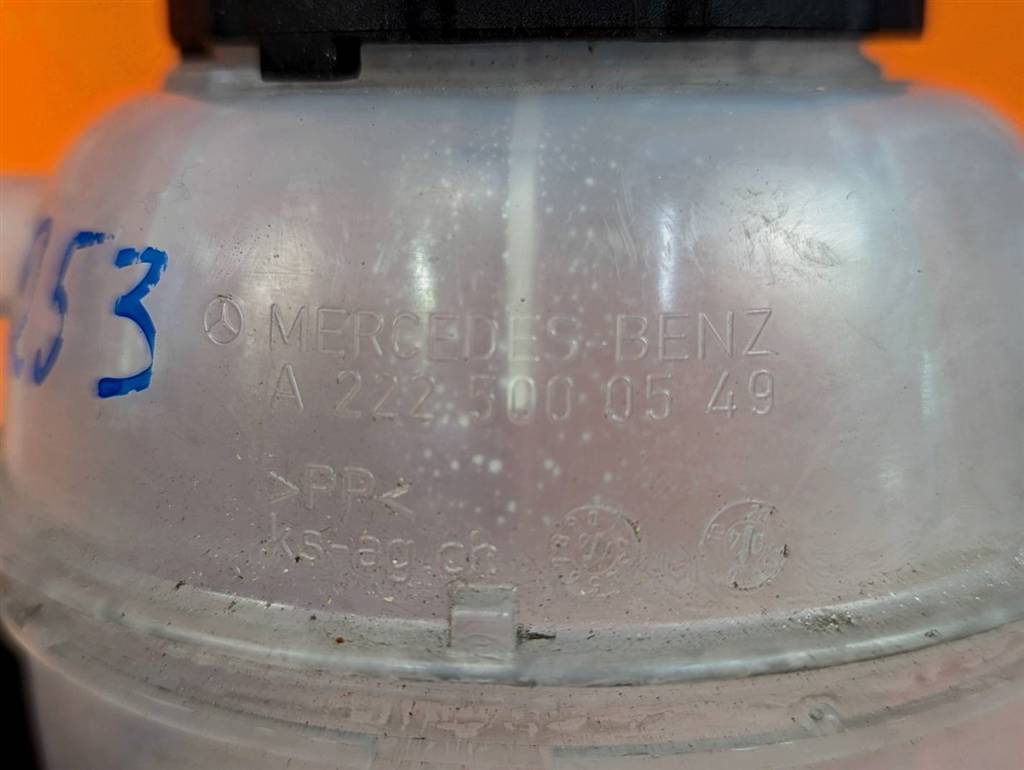 253
MERCEDES-BENZ
A 222 500 05 49
>PP<
ks-ag.ch